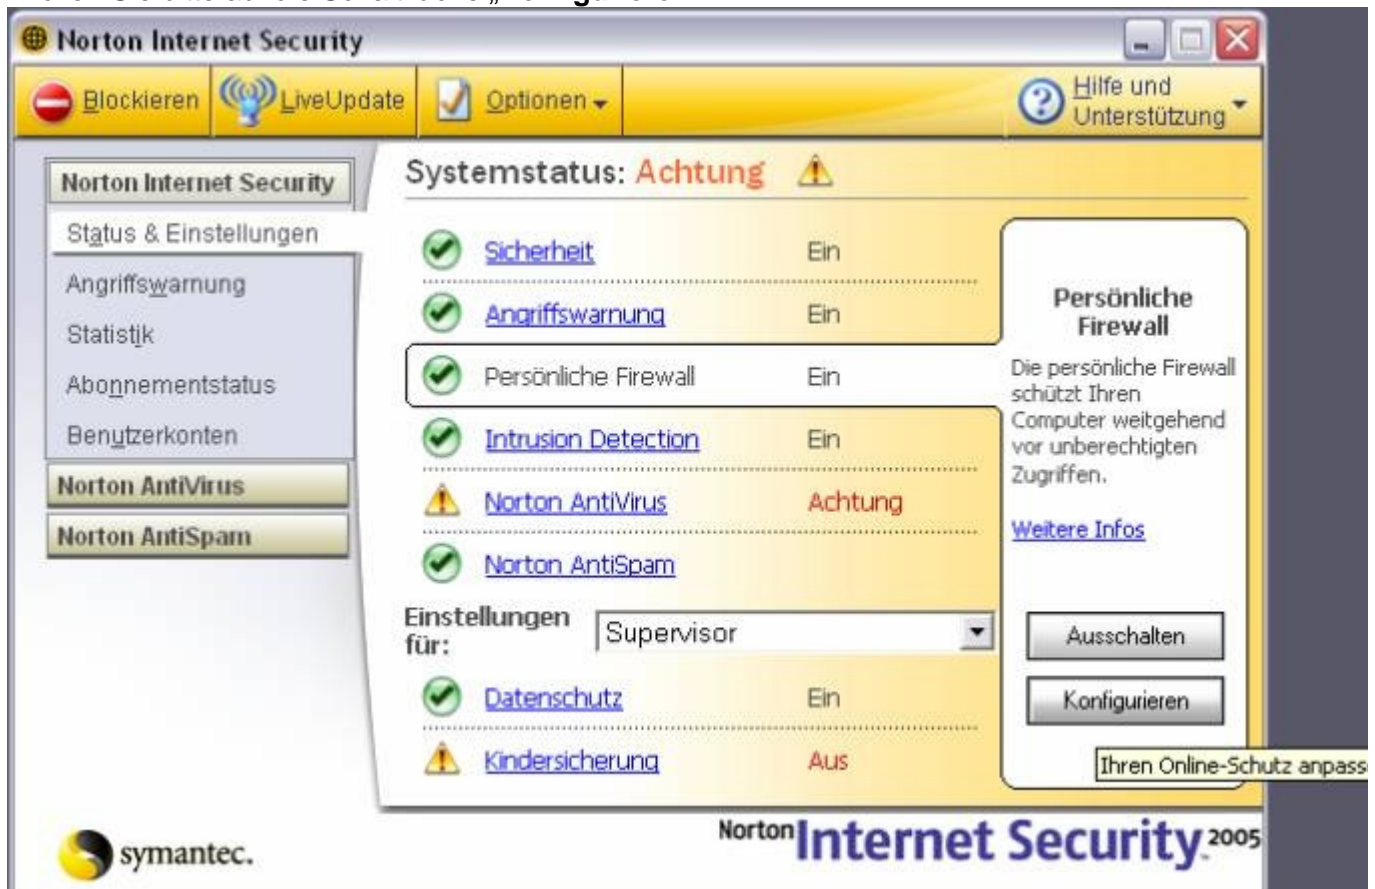 Norton Internet Security
Blockieren
LiveUpdate
Optionen
Hilfe und
Unterstützung
Norton Internet Security
Status & Einstellungen
Angriffswarnung
Statistik
Abonnementstatus
Benutzerkonten
Norton AntiVirus
Norton AntiSpam
Systemstatus: Achtung
Sicherheit Ein
Angriffswarnung Ein
Persönliche Firewall Ein
Intrusion Detection Ein
Norton AntiVirus Achtung
Norton AntiSpam
Einstellungen
für:
Supervisor
Datenschutz Ein
Kindersicherung Aus
Persönliche
Firewall
Die persönliche Firewall
schützt Ihren
Computer weitgehend
vor unberechtigten
Zugriffen.
Weitere Infos
Ausschalten
Konfigurieren
Ihren Online-Schutz anpass
symantec.
Norton Internet Security 2005